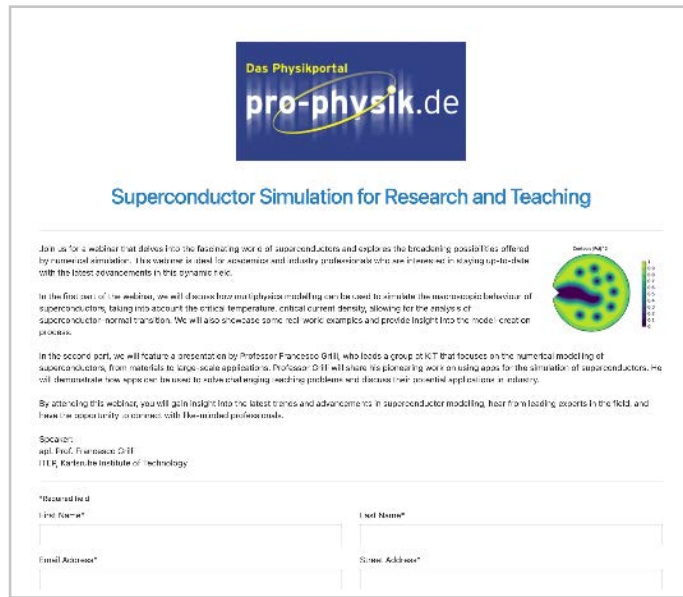 Das Physikportal
pro-physik.de
Superconductor Simulation for Research and Teaching
Join us for a webinar that delves into the fascinating world of superconductors and explores the broadening possibilities offered
by numerical simulation. This webinar is ideal for academics and industry professionals who are interested in staying up-to-date
with the latest advancements in this dynamic field.
In the first part of the webinar, we will discuss how multiphysics modelling can be used to simulate the macroscopic behaviour of
superconductors, taking into account the critical temperature, critical current density, allowing for the analysis of
superconductor-normal transition. We will also showcase some real-world examples and provide insight into the model creation
process.
In the second part, we will feature a presentation by Professor Francesco Grilli, who leads a group at KIT that focuses on the numerical modelling of
superconductors, from materials to large-scale applications. Professor Grilli will share his pioneering work on using apps for the simulation of superconductors. He
will demonstrate how apps can be used to solve challenging teaching problems and discuss their potential applications in industry.
By attending this webinar, you will gain insight into the latest trends and advancements in superconductor modelling, hear from leading experts in the field, and
have the opportunity to connect with like-minded professionals.
Speaker:
apl. Prof. Francesco Grilli
ITEP, Karlsruhe Institute of Technology
*Required field
First Name*
Last Name*
Email Address*
Street Address*